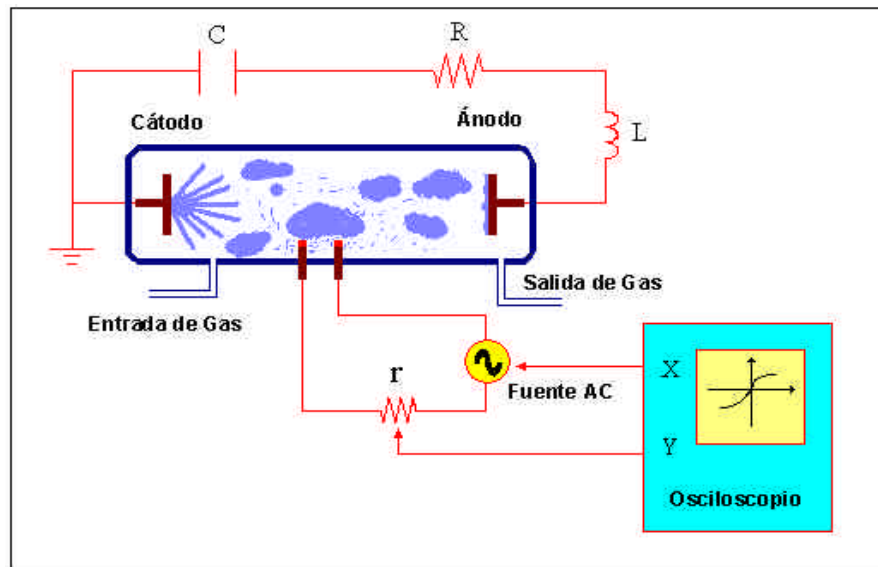 C
R
Cátodo
Ánodo
L
Salida de Gas
Entrada de Gas
r
Fuente AC
X
Y
Osciloscopio